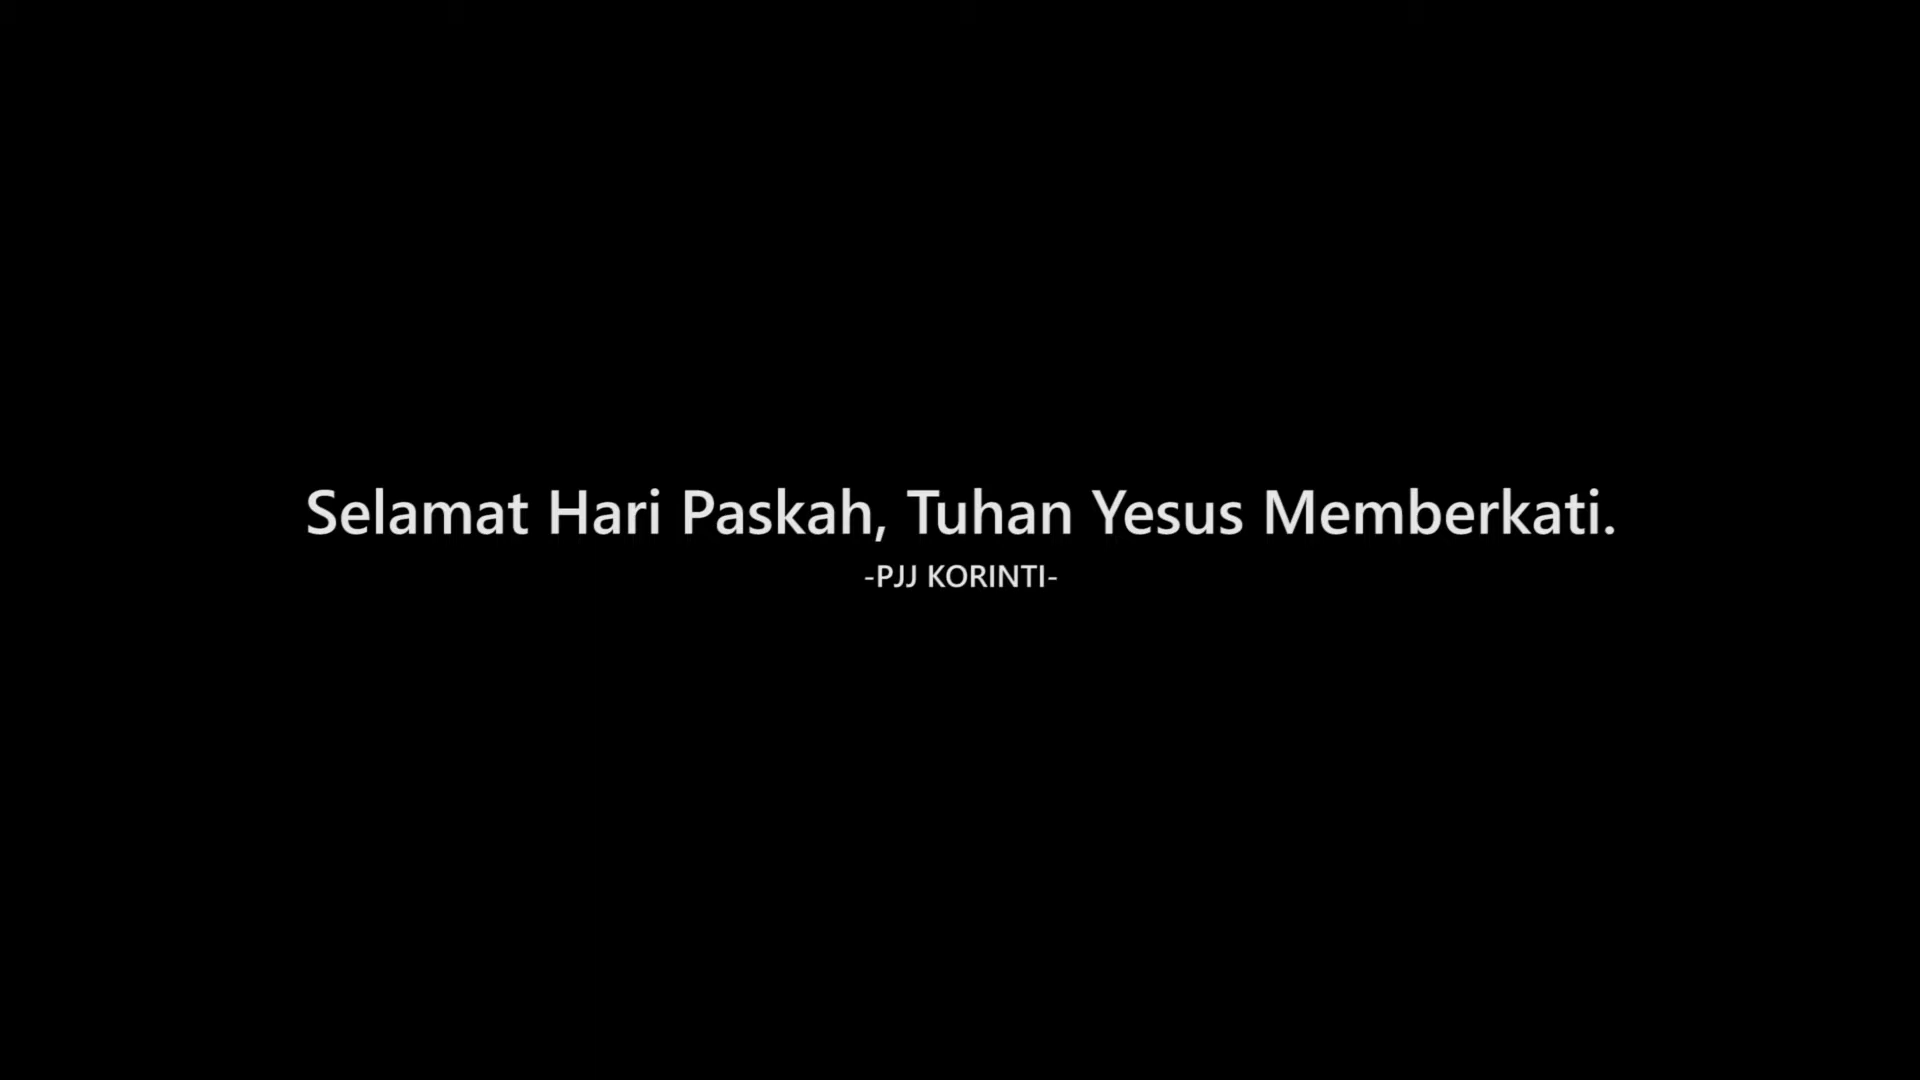 Selamat Hari Paskah, Tuhan Yesus Memberkati.
-PJJ KORINTI-